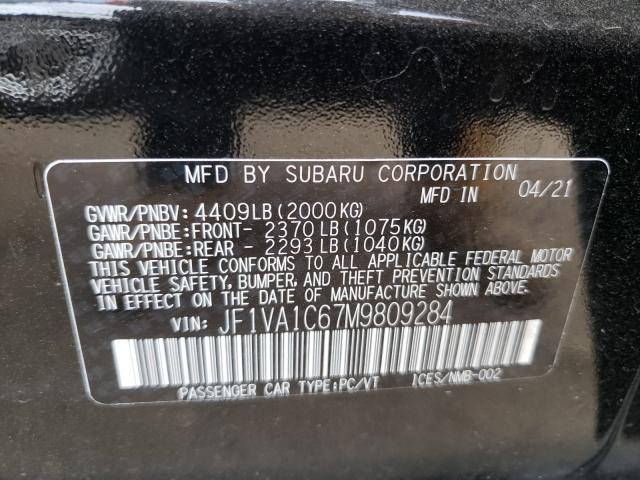 MFD BY SUBARU CORPORATION
MFD IN 04/21
GVWR/PNBV: 4409LB(2000KG)
GAWR/PNBE:FRONT- 2370LB(1075KG)
GAWR/PNBE:REAR - 2293LB(1040KG)
THIS VEHICLE CONFORMS TO ALL APPLICABLE FEDERAL MOTOR
VEHICLE SAFETY, BUMPER, AND THEFT PREVENTION STANDARDS
IN EFFECT ON THE DATE OF MANUFACTURE SHOWN ABOVE.
VIN: JF1VA1C67M9809284
PASSENGER CAR TYPE:PC/VT ICES/NMB-002